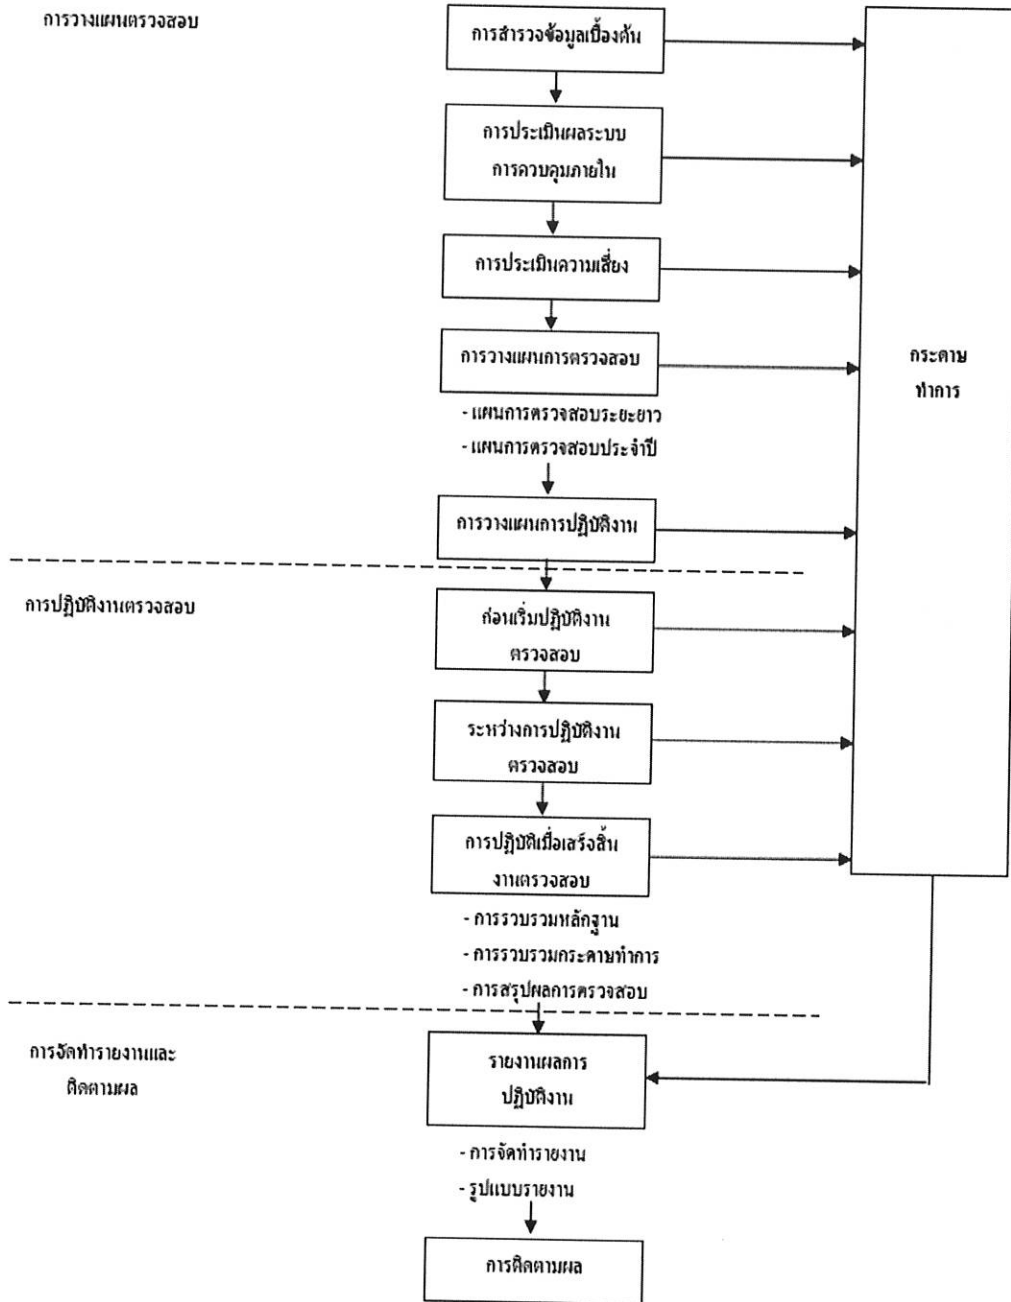 การวางแผนตรวจสอบ
การสำรวจข้อมูลเบื้องต้น
การประเมินผลระบบ
การควบคุมภายใน
การประเมินความเสี่ยง
การวางแผนการตรวจสอบ
- แผนการตรวจสอบระยะยาว
- แผนการตรวจสอบประจำปี
กระดาษ
ทำการ
การวางแผนการปฏิบัติงาน
การปฏิบัติงานตรวจสอบ
ก่อนเริ่มปฏิบัติงาน
ตรวจสอบ
ระหว่างการปฏิบัติงาน
ตรวจสอบ
การปฏิบัติเมื่อเสร็จสิ้น
งานตรวจสอบ
- การรวบรวมหลักฐาน
- การรวบรวมกระดาษทำการ
- การสรุปผลการตรวจสอบ
การจัดทำรายงานและ
ติดตามผล
รายงานผลการ
ปฏิบัติงาน
- การจัดทำรายงาน
- รูปแบบรายงาน
การติดตามผล